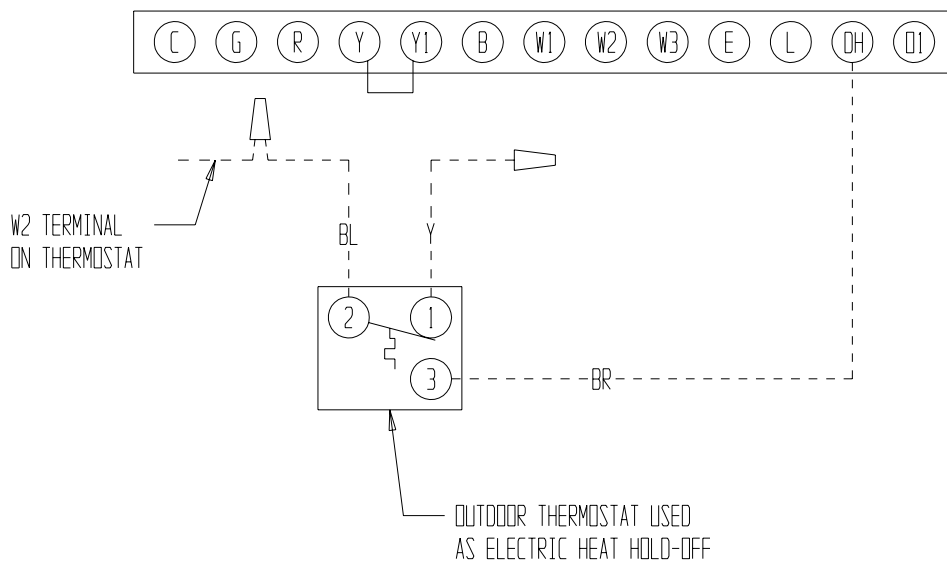 C G R Y Y1 B W1 W2 W3 E L DH O1
W2 TERMINAL
ON THERMOSTAT
BL
Y
2
1
3
BR
OUTDOOR THERMOSTAT USED
AS ELECTRIC HEAT HOLD-OFF